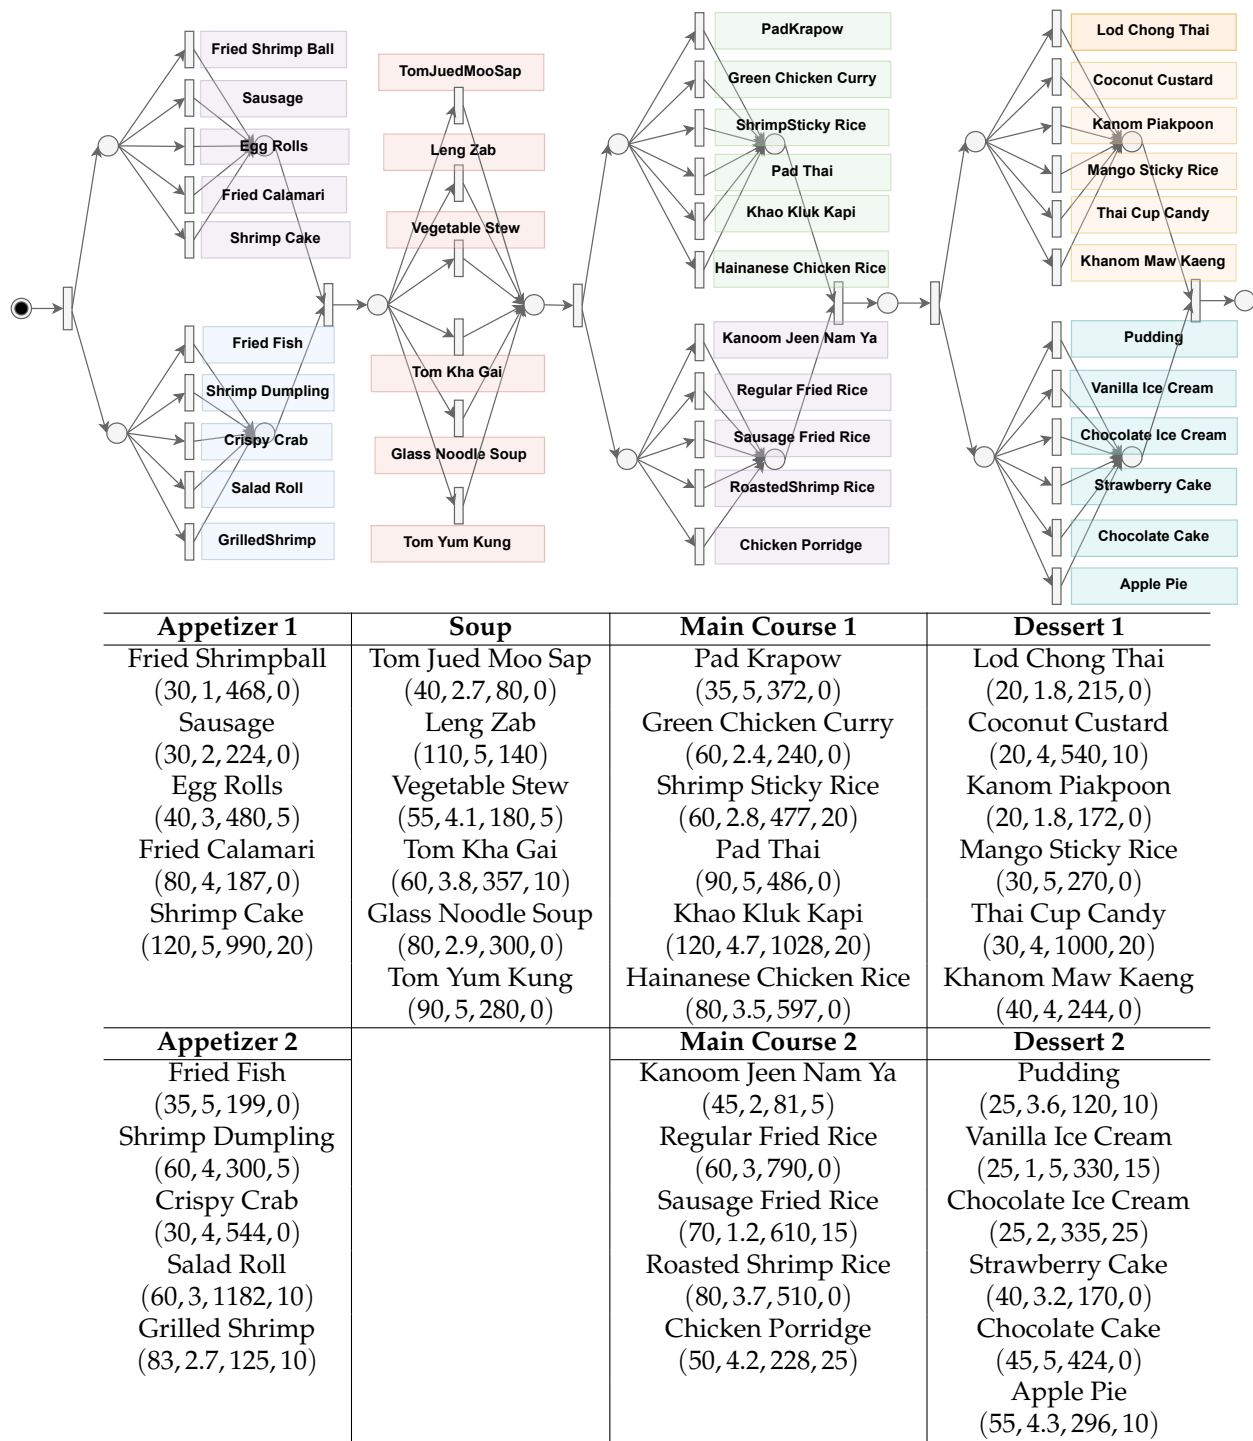 Fried Shrimp Ball
Sausage
Egg Rolls
Fried Calamari
Shrimp Cake
Fried Fish
Shrimp Dumpling
Crispy Crab
Salad Roll
GrilledShrimp
TomJuedMooSap
Leng Zab
Vegetable Stew
Tom Kha Gai
Glass Noodle Soup
Tom Yum Kung
PadKrapow
Green Chicken Curry
ShrimpSticky Rice
Pad Thai
Khao Kluk Kapi
Hainanese Chicken Rice
Kanoom Jeen Nam Ya
Regular Fried Rice
Sausage Fried Rice
RoastedShrimp Rice
Chicken Porridge
Lod Chong Thai
Coconut Custard
Kanom Piakpoon
Mango Sticky Rice
Thai Cup Candy
Khanom Maw Kaeng
Pudding
Vanilla Ice Cream
Chocolate Ice Cream
Strawberry Cake
Chocolate Cake
Apple Pie
Appetizer 1 Soup Main Course 1 Dessert 1
Fried Shrimpball Tom Jued Moo Sap Pad Krapow Lod Chong Thai
(30, 1, 468, 0) (40, 2.7, 80, 0) (35, 5, 372, 0) (20, 1.8, 215, 0)
Sausage Leng Zab Green Chicken Curry Coconut Custard
(30, 2, 224, 0) (110, 5, 140) (60, 2.4, 240, 0) (20, 4, 540, 10)
Egg Rolls Vegetable Stew Shrimp Sticky Rice Kanom Piakpoon
(40, 3, 480, 5) (55, 4.1, 180, 5) (60, 2.8, 477, 20) (20, 1.8, 172, 0)
Fried Calamari Tom Kha Gai Pad Thai Mango Sticky Rice
(80, 4, 187, 0) (60, 3.8, 357, 10) (90, 5, 486, 0) (30, 5, 270, 0)
Shrimp Cake Glass Noodle Soup Khao Kluk Kapi Thai Cup Candy
(120, 5, 990, 20) (80, 2.9, 300, 0) (120, 4.7, 1028, 20) (30, 4, 1000, 20)
Tom Yum Kung Hainanese Chicken Rice Khanom Maw Kaeng
(90, 5, 280, 0) (80, 3.5, 597, 0) (40, 4, 244, 0)
Appetizer 2 Main Course 2 Dessert 2
Fried Fish Kanoom Jeen Nam Ya Pudding
(35, 5, 199, 0) (45, 2, 81, 5) (25, 3.6, 120, 10)
Shrimp Dumpling Regular Fried Rice Vanilla Ice Cream
(60, 4, 300, 5) (60, 3, 790, 0) (25, 1, 5, 330, 15)
Crispy Crab Sausage Fried Rice Chocolate Ice Cream
(30, 4, 544, 0) (70, 1.2, 610, 15) (25, 2, 335, 25)
Salad Roll Roasted Shrimp Rice Strawberry Cake
(60, 3, 1182, 10) (80, 3.7, 510, 0) (40, 3.2, 170, 0)
Grilled Shrimp Chicken Porridge Chocolate Cake
(83, 2.7, 125, 10) (50, 4.2, 228, 25) (45, 5, 424, 0)
Apple Pie
(55, 4.3, 296, 10)